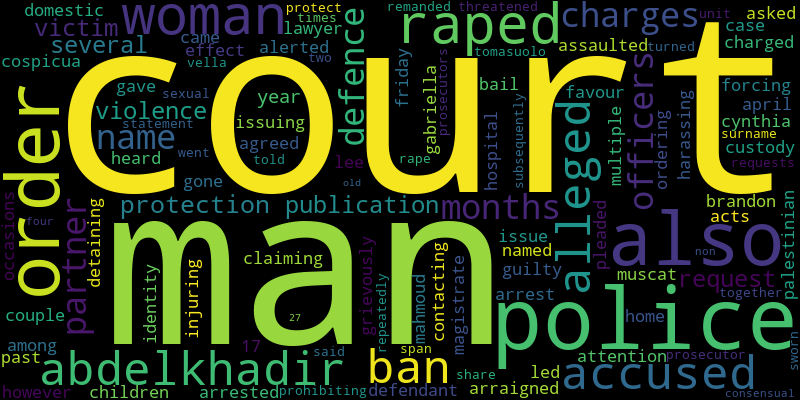 domestic
woman
raped
charges
protect
remanded
threatened
unit
asked
times
case
victim
came
lawyer
several
effect
alerted
defence
friday
assaulted
turned
charged
cospicua
vella
two
tomasuolo
prosecutors
gabriella
court
gave
sexual
year
bail
favour
forcing
violence
statement
issuing
hospital
subsequently
multiple
officers
ordering
harassing
april
cynthia
name
agreed
surname
order
heard
went
told
lee
rape
alleged
custody
requests
gone
old
occasions
partner
detaining
protection
publication
months
pleaded
brandon
acts
palestinian
four
man
claiming
issue
named
also
non
identity
injuring
grievously
repeatedly
mahmoud
contacting
magistrate
guilty
muscat
request
arrest
home
together
couple
27
police
among
17
said
span
attention
prosecutor
sworn
past
abdelkhadir
ban
share
led
accused
however
children
arrested
prohibiting
defendant
arraigned
consensual